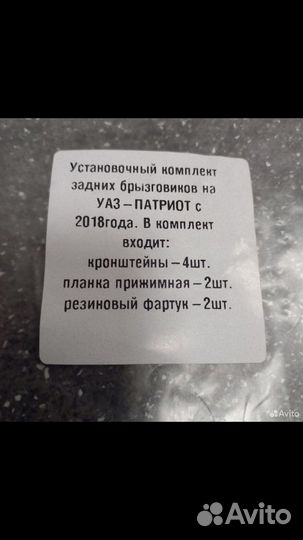 Установочный комплект
задних брызговиков на
УАЗ – ПАТРИОТ с
2018года. В комплект
входит:
кронштейны – 4шт.
планка прижимная – 2шт.
резиновый фартук – 2шт.
Avito
Avito